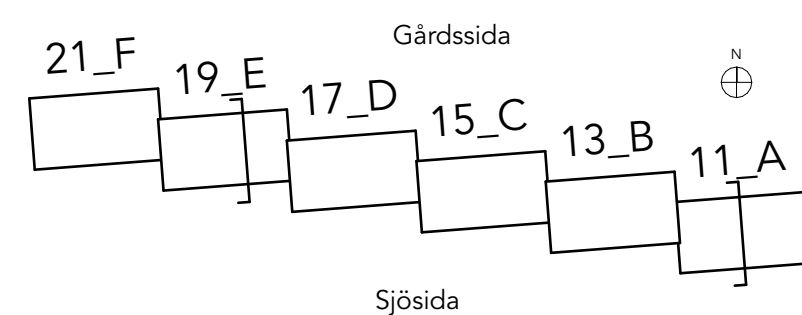 Gårdssida
N
21_F
19_E
17_D
15_C
13_B
11_A
Sjösida